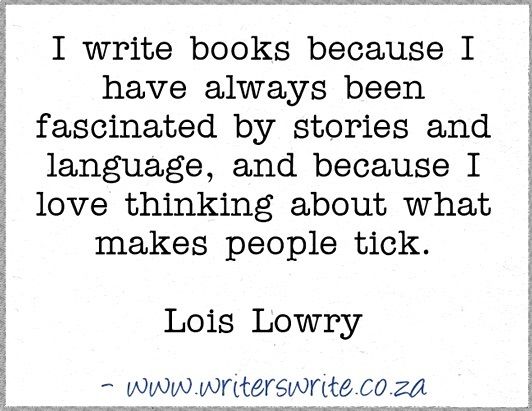 I write books because I
have always been
fascinated by stories and
language, and because I
love thinking about what
makes people tick.
Lois Lowry
- www.writerswrite.co.za